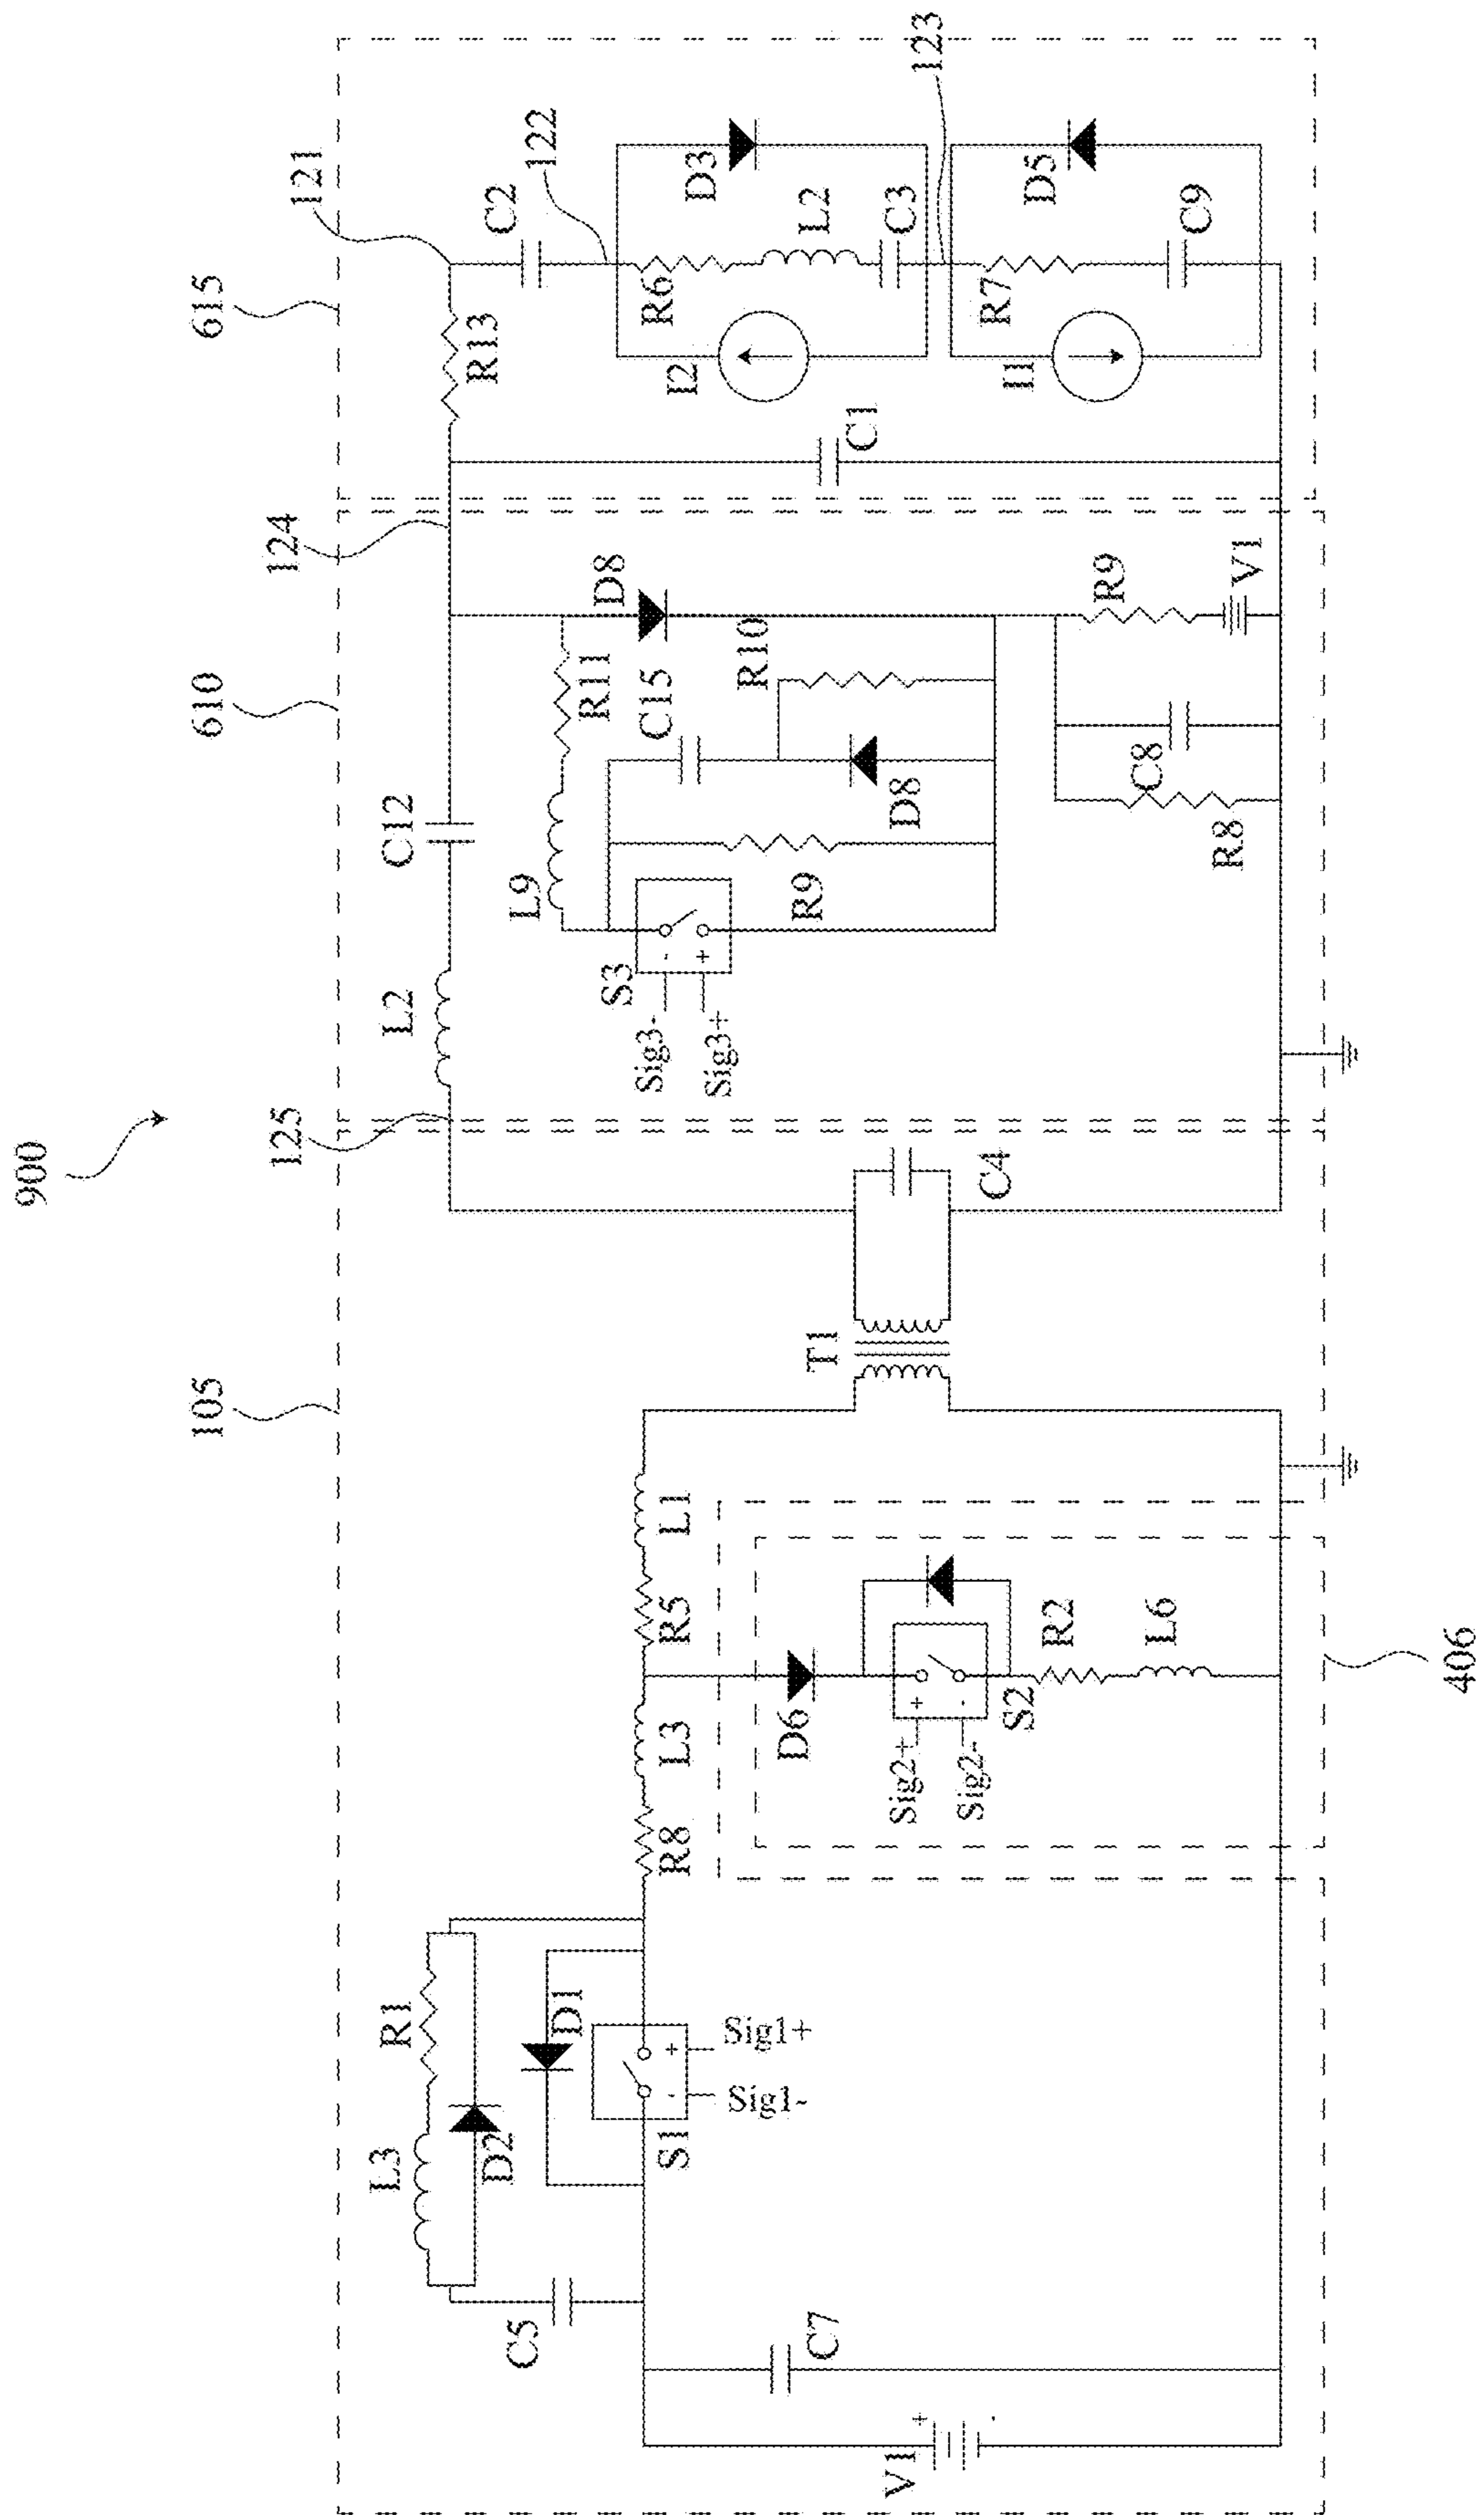 900
105
610
615
125
124
121
122
123
L3
R1
D2
D1
C5
S1
Sig1-
Sig1+
C7
V1
R8
L3
R5
L1
D6
Sig2+
Sig2-
S2
R2
L6
406
T1
C4
L2
C12
L9
R11
D8
S3
Sig3-
Sig3+
C15
R10
R9
D8
R9
C8
R8
V1
R13
C2
C1
I2
R6
D3
L2
C3
I1
R7
D5
C9